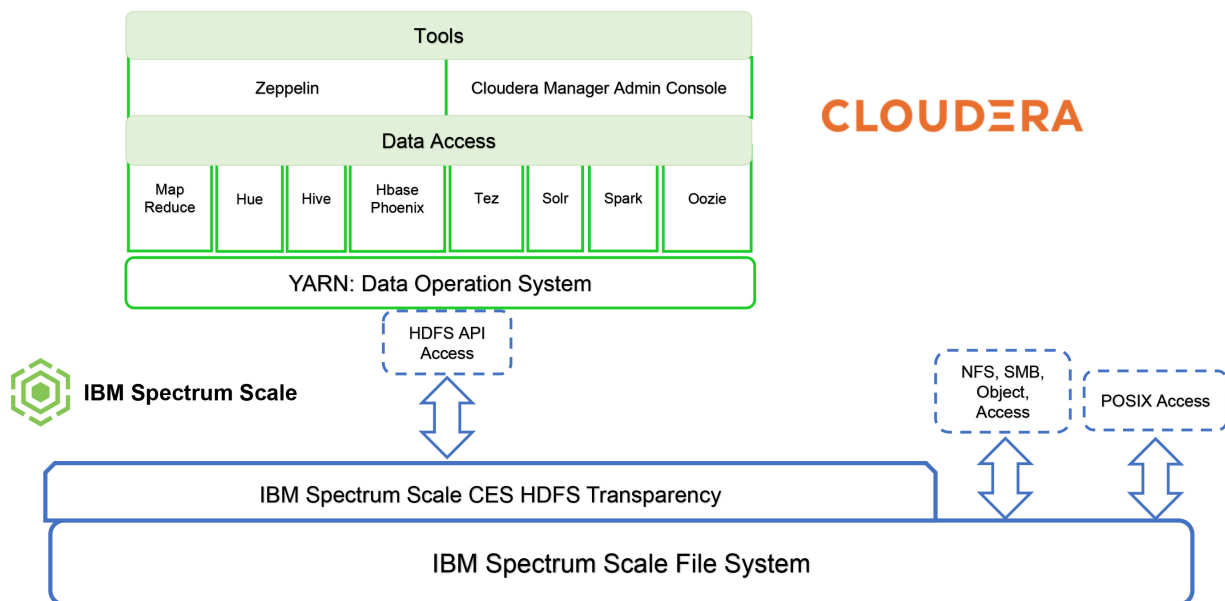 Tools
Zeppelin
Cloudera Manager Admin Console
CLOUDERA
Data Access
Map
Reduce
Hue
Hive
Hbase
Phoenix
Tez
Solr
Spark
Oozie
YARN: Data Operation System
HDFS API
Access
IBM Spectrum Scale
NFS, SMB,
Object,
Access
POSIX Access
IBM Spectrum Scale CES HDFS Transparency
IBM Spectrum Scale File System